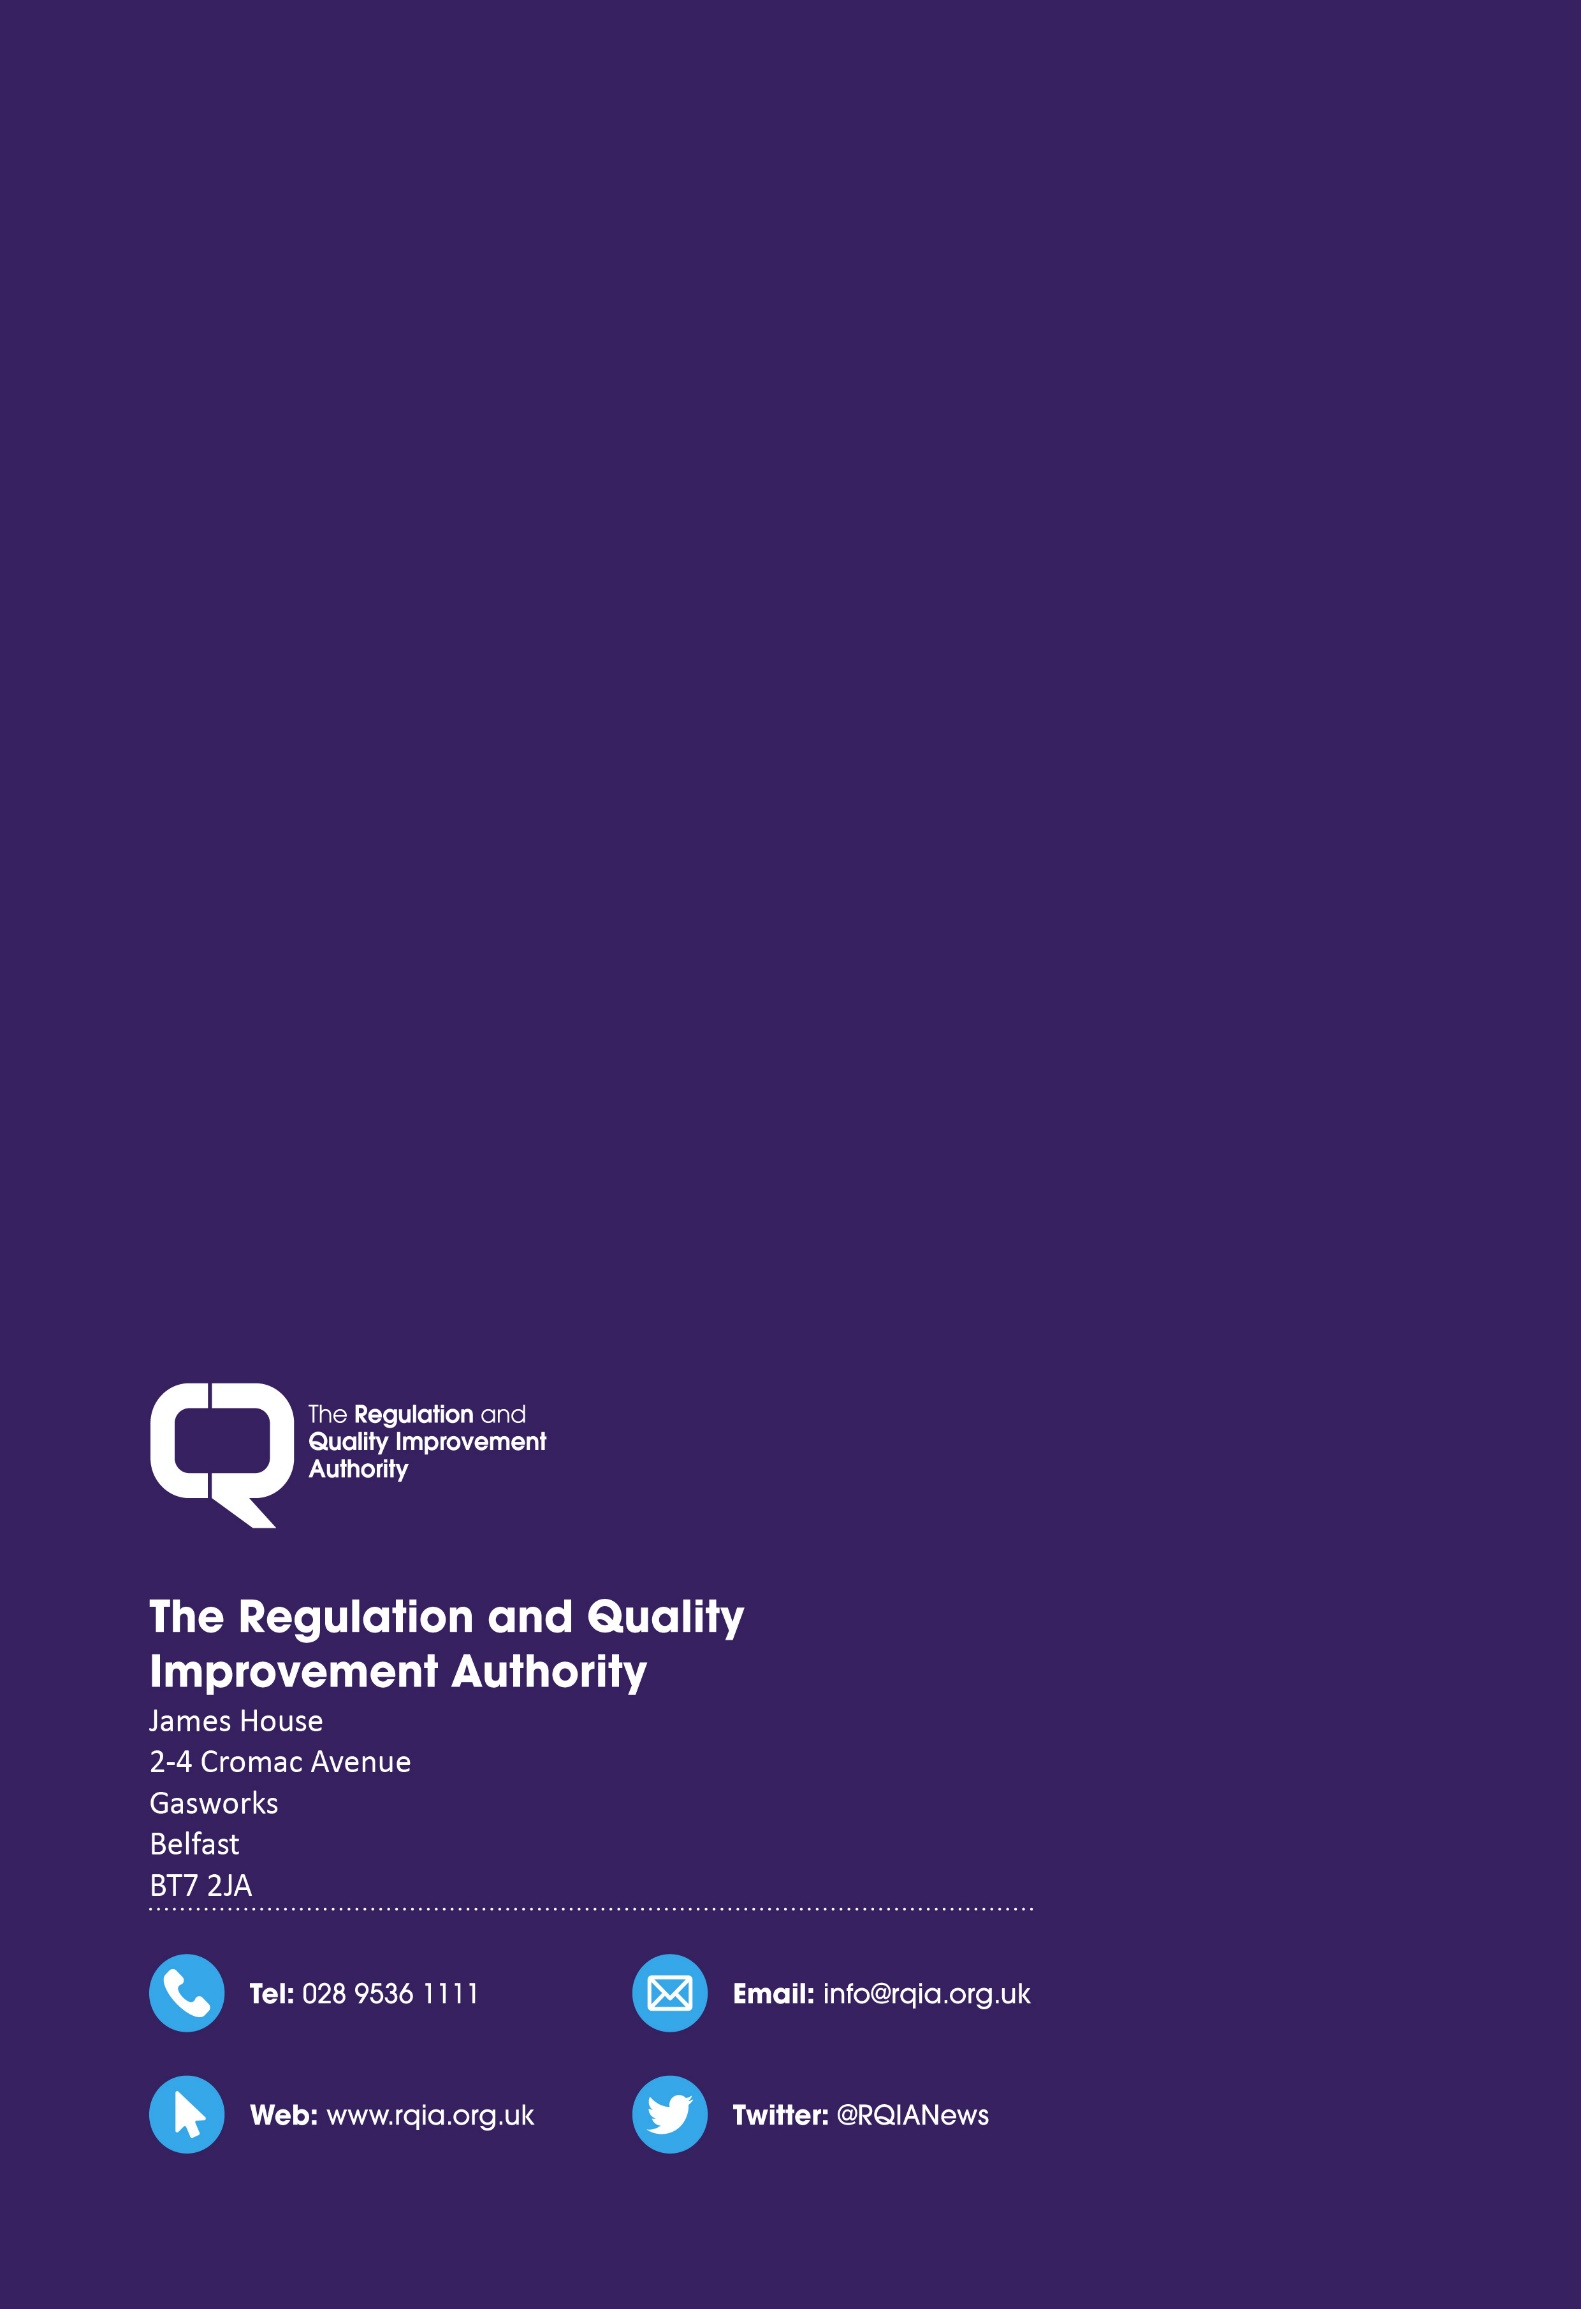 The Regulation and
Quality Improvement
Authority
The Regulation and Quality
Improvement Authority
James House
2-4 Cromac Avenue
Gasworks
Belfast
BT7 2JA
Tel: 028 9536 1111
Email: info@rqia.org.uk
Web: www.rqia.org.uk
Twitter: @RQIANews